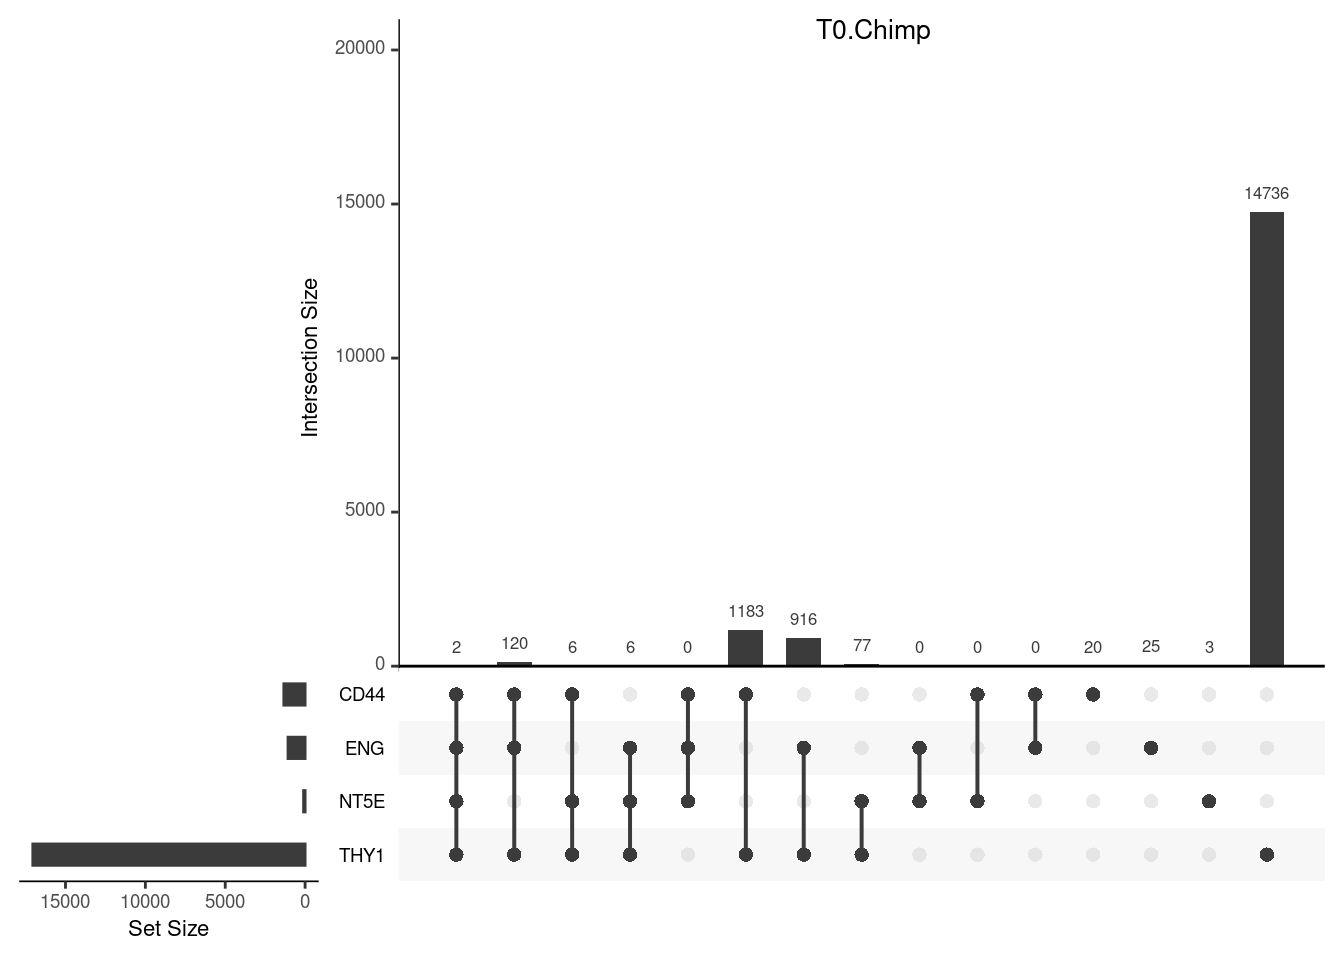 T0.Chimp
20000
15000
10000
5000
0
Intersection Size
14736
1183
916
2 120 6 6 0 77 0 0 0 20 25 3
CD44
ENG
NT5E
THY1
15000 10000 5000 0
Set Size